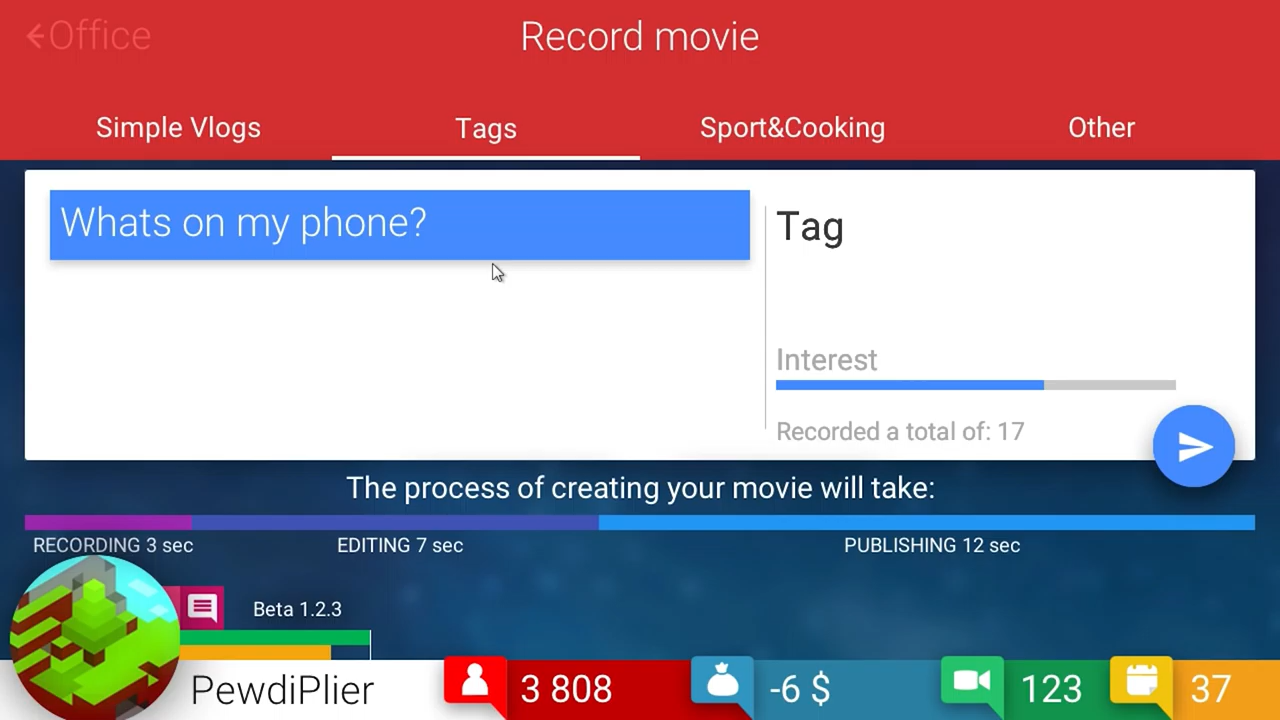 Office
Record movie
Simple Vlogs
Tags
Sport&Cooking
Other
Whats on my phone?
Tag
Interest
Recorded a total of: 17
The process of creating your movie will take:
RECORDING 3 sec
EDITING 7 sec
PUBLISHING 12 sec
Beta 1.2.3
PewdiPlier
3 808
-6 $
123
37